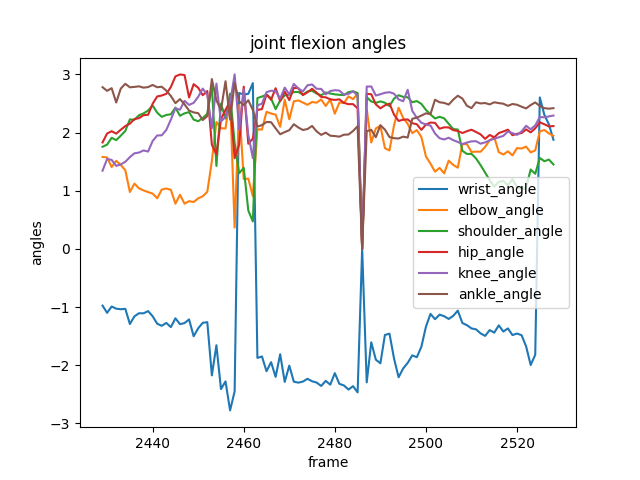 joint flexion angles
3
2
1
0
−1
−2
−3
angles
wrist_angle
elbow_angle
shoulder_angle
hip_angle
knee_angle
ankle_angle
2440 2460 2480 2500 2520
frame